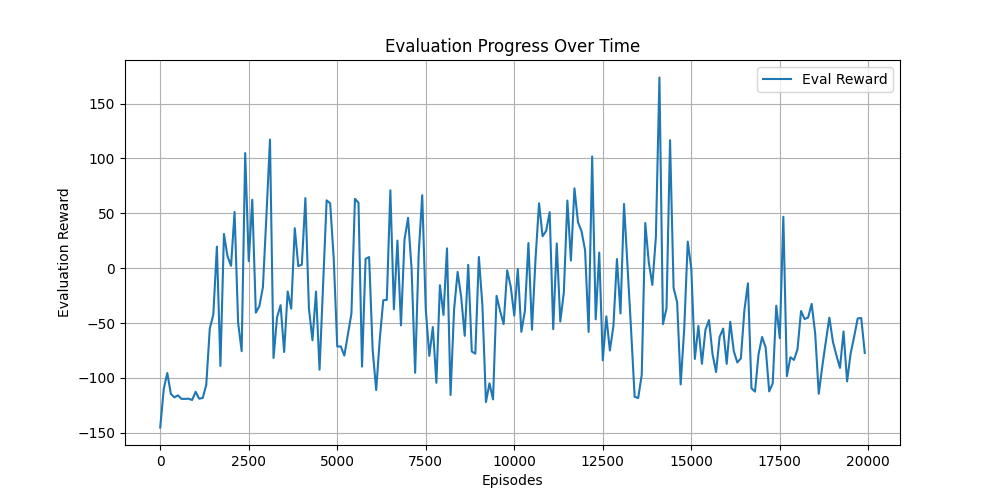 Evaluation Progress Over Time
Eval Reward
150
100
50
0
−50
−100
−150
Evaluation Reward
0 2500 5000 7500 10000 12500 15000 17500 20000
Episodes